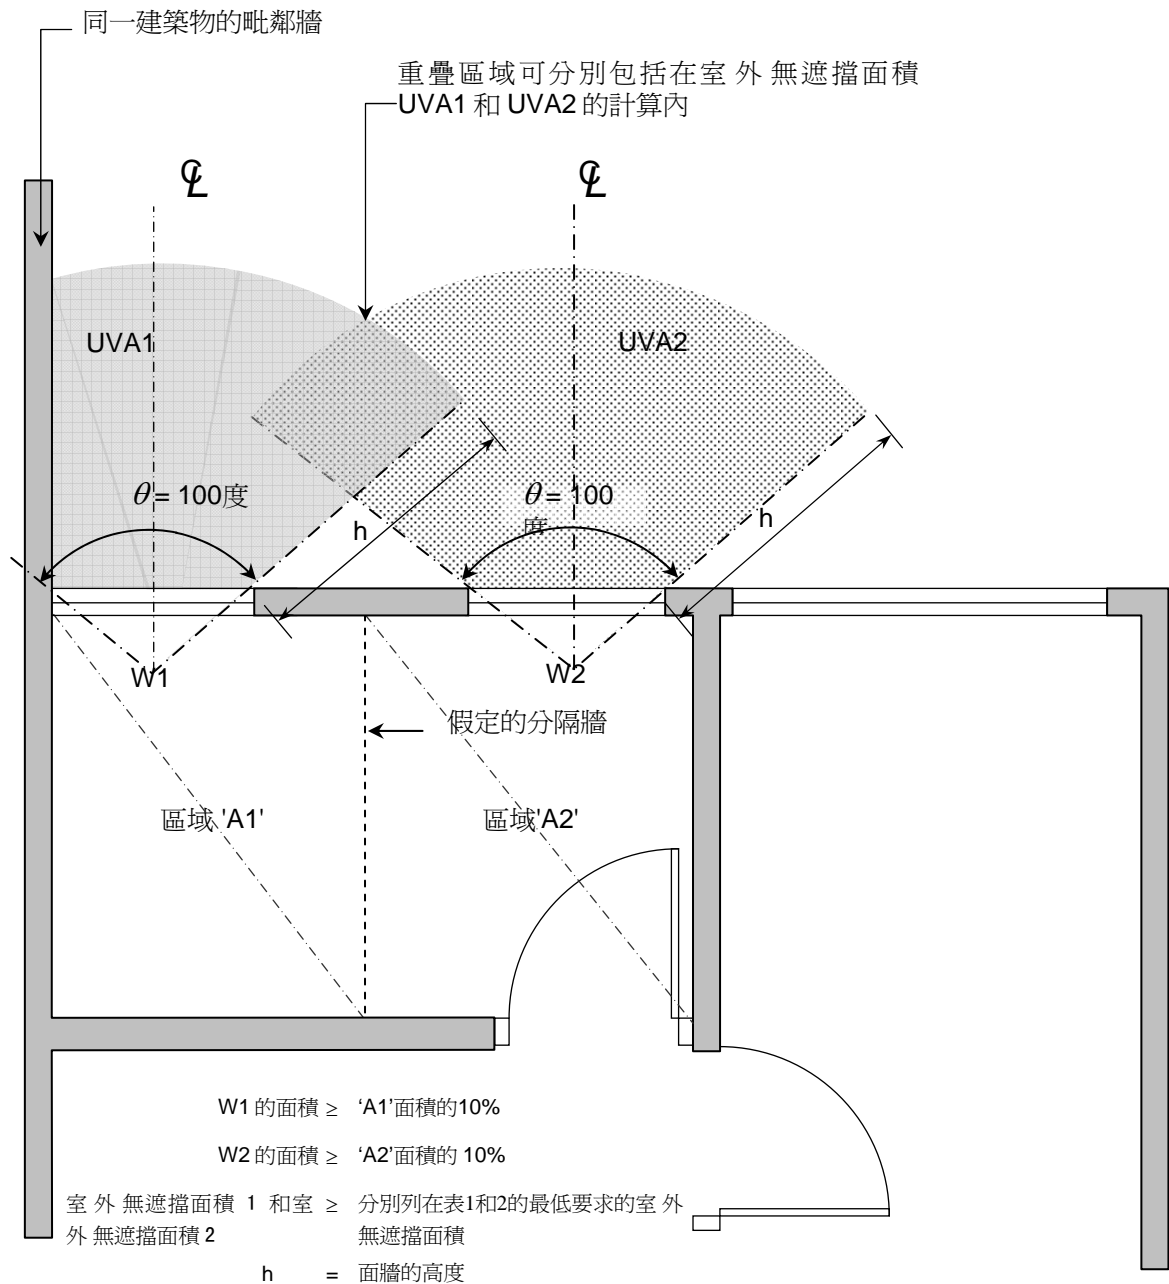 同一建築物的毗鄰牆
重疊區域可分別包括在室 外 無遮擋面積
UVA1 和 UVA2 的計算內
℄
℄
UVA1
UVA2
θ = 100度
θ = 100
度
h
h
W1
W2
假定的分隔牆
區域 'A1'
區域'A2'
W1 的面積 ≥ ‘A1’面積的10%
W2 的面積 ≥ ‘A2’面積的 10%
室 外 無遮擋面積 1 和室 ≥ 分別列在表1和2的最低要求的室 外
外 無遮擋面積 2 無遮擋面積
h = 面牆的高度